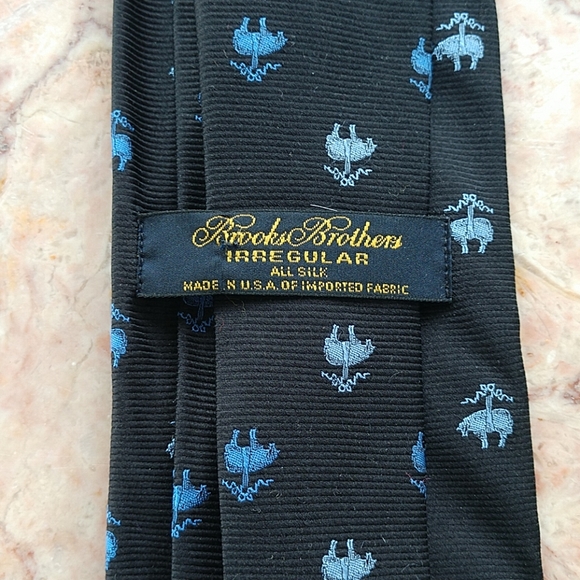 Brooks Brothers
IRREGULAR
ALL SILK
MADE IN U.S.A. OF IMPORTED FABRIC